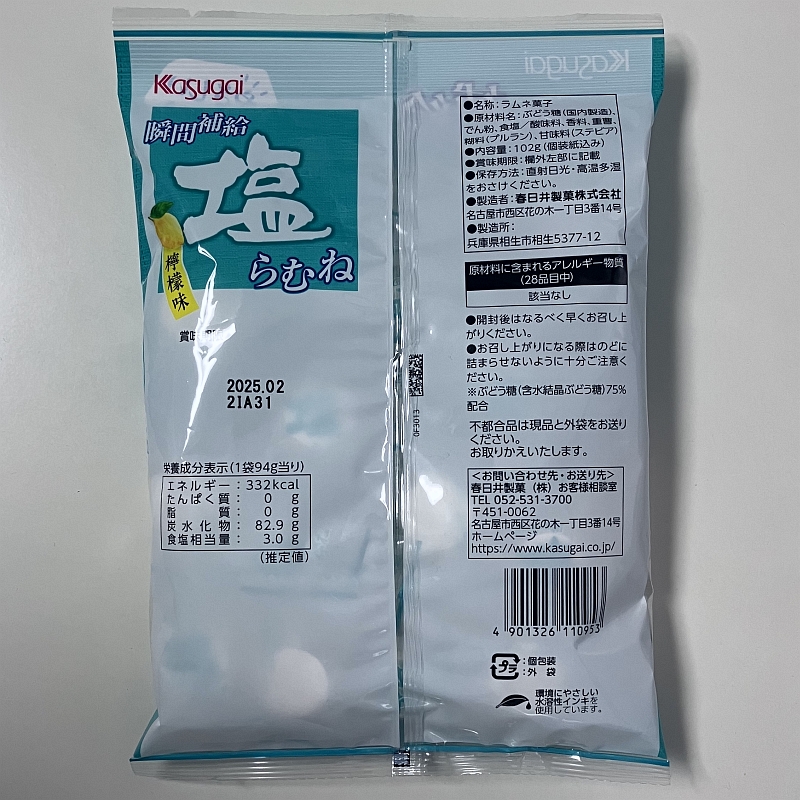 Kasugai
瞬間補給
塩
らむね
檸檬味
賞味期限
2025.02
21A31
栄養成分表示(1袋94g当り)
エネルギー: 332kcal
たんぱく質: 0 g
脂質: 0 g
炭水化物: 82.9 g
食塩相当量: 3.0 g
(推定値)
●名称:ラムネ菓子
●原材料名:ぶどう糖(国内製造)、
でん粉、食塩/酸味料、香料、重曹、
糊料(プルラン)、甘味料(ステビア)
●内容量:102g(個装紙込み)
●賞味期限:欄外左部に記載
●保存方法:直射日光・高温多湿
をおさけください。
●製造者:春日井製菓株式会社
名古屋市西区花の木一丁目3番14号
●製造所:
兵庫県相生市相生5377-12
原材料に含まれるアレルギー物質
(28品目中)
該当なし
●開封後はなるべく早くお召し上
がりください。
●お召し上がりになる際はのどに
詰まらせないように十分ご注意く
ださい。
※ぶどう糖(含水結晶ぶどう糖)75%
配合
不都合品は現品と外袋をお送り
ください。
お取りかえいたします。
<お問い合わせ先・お送り先>
春日井製菓(株)お客様相談室
TEL 052-531-3700
〒451-0062
名古屋市西区花の木一丁目3番14号
ホームページ
https://www.kasugai.co.jp/
4 901326 110953
プラ
:個包装
:外 袋
環境にやさしい
水溶性インキを
使用しています。